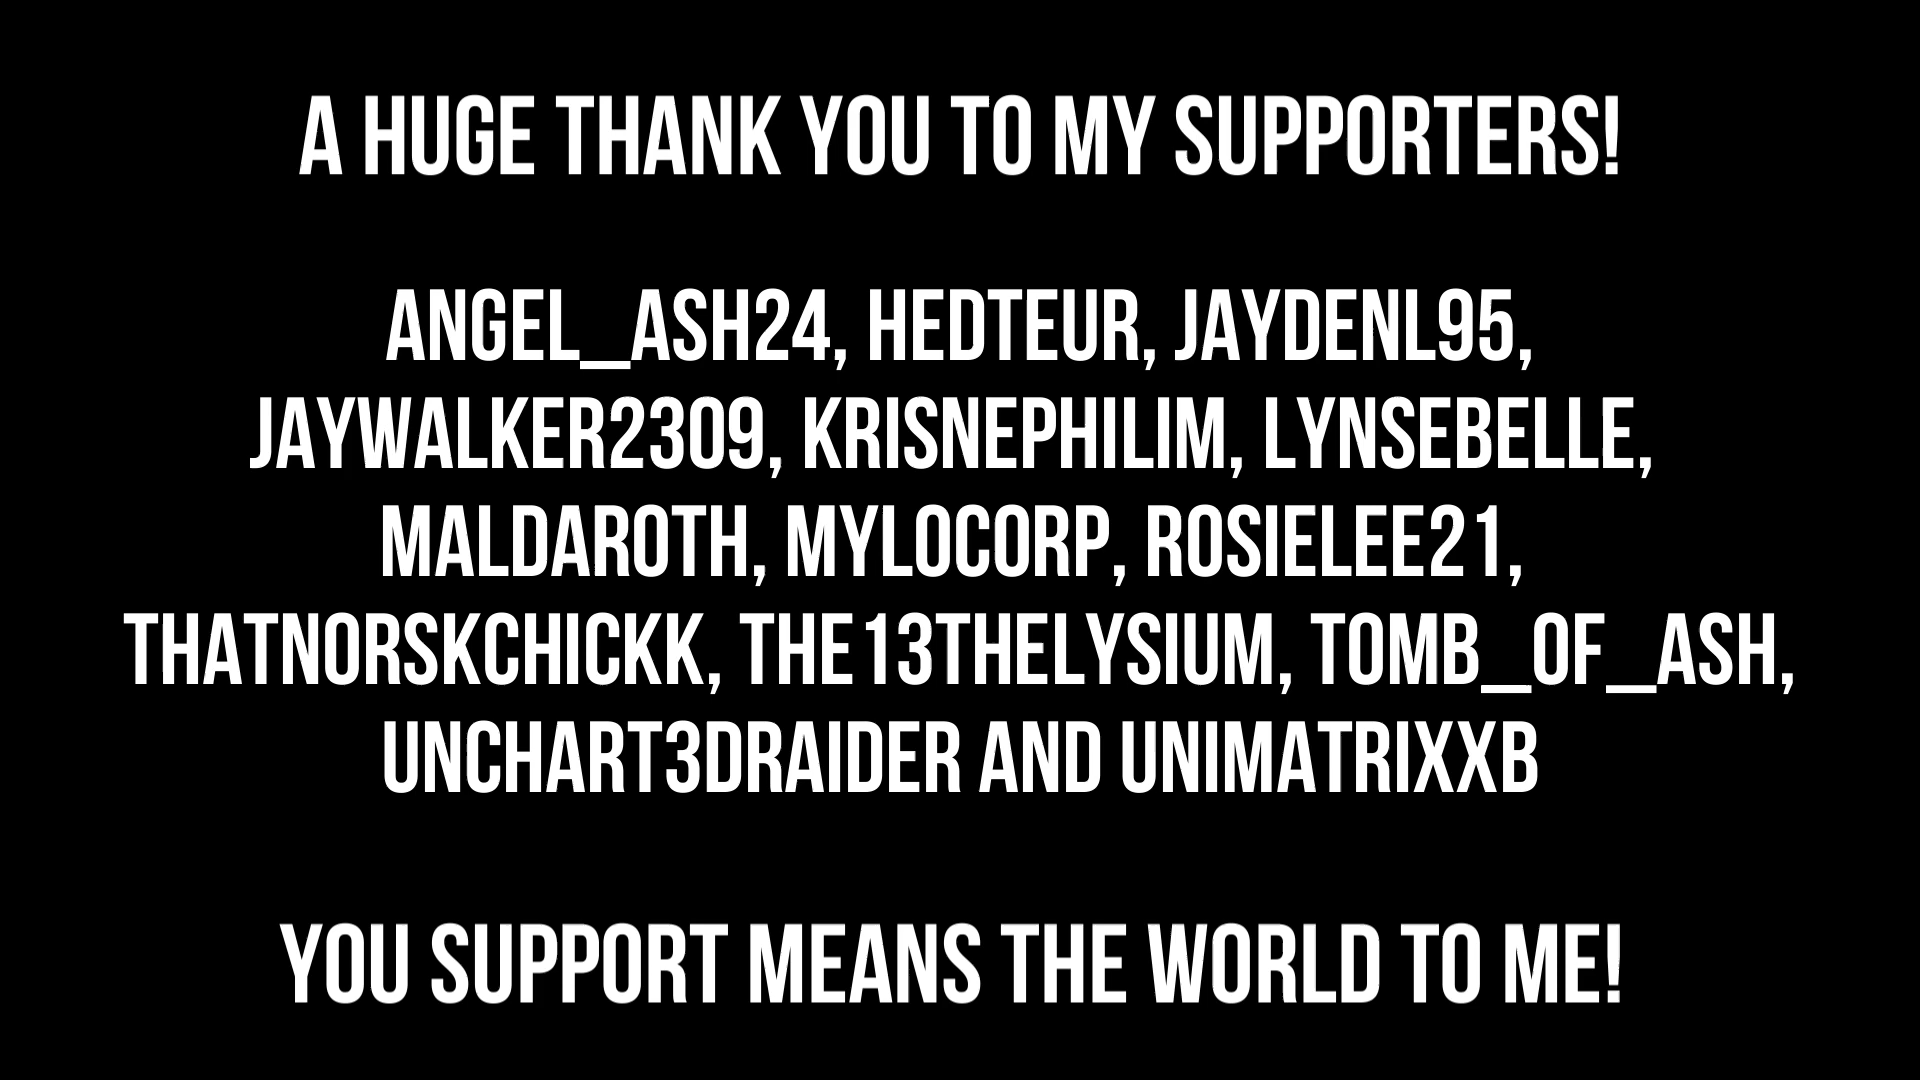 A HUGE THANK YOU TO MY SUPPORTERS!
ANGEL_ASH24, HEDTEUR, JAYDENL95,
JAYWALKER2309, KRISNEPHILIM, LYNSEBELLE,
MALDAROTH, MYLOCORP, ROSIELEE21,
THATNORSKCHICKK, THE13THELYSIUM, TOMB_OF_ASH,
UNCHART3DRAIDER AND UNIMATRIXXB
YOU SUPPORT MEANS THE WORLD TO ME!